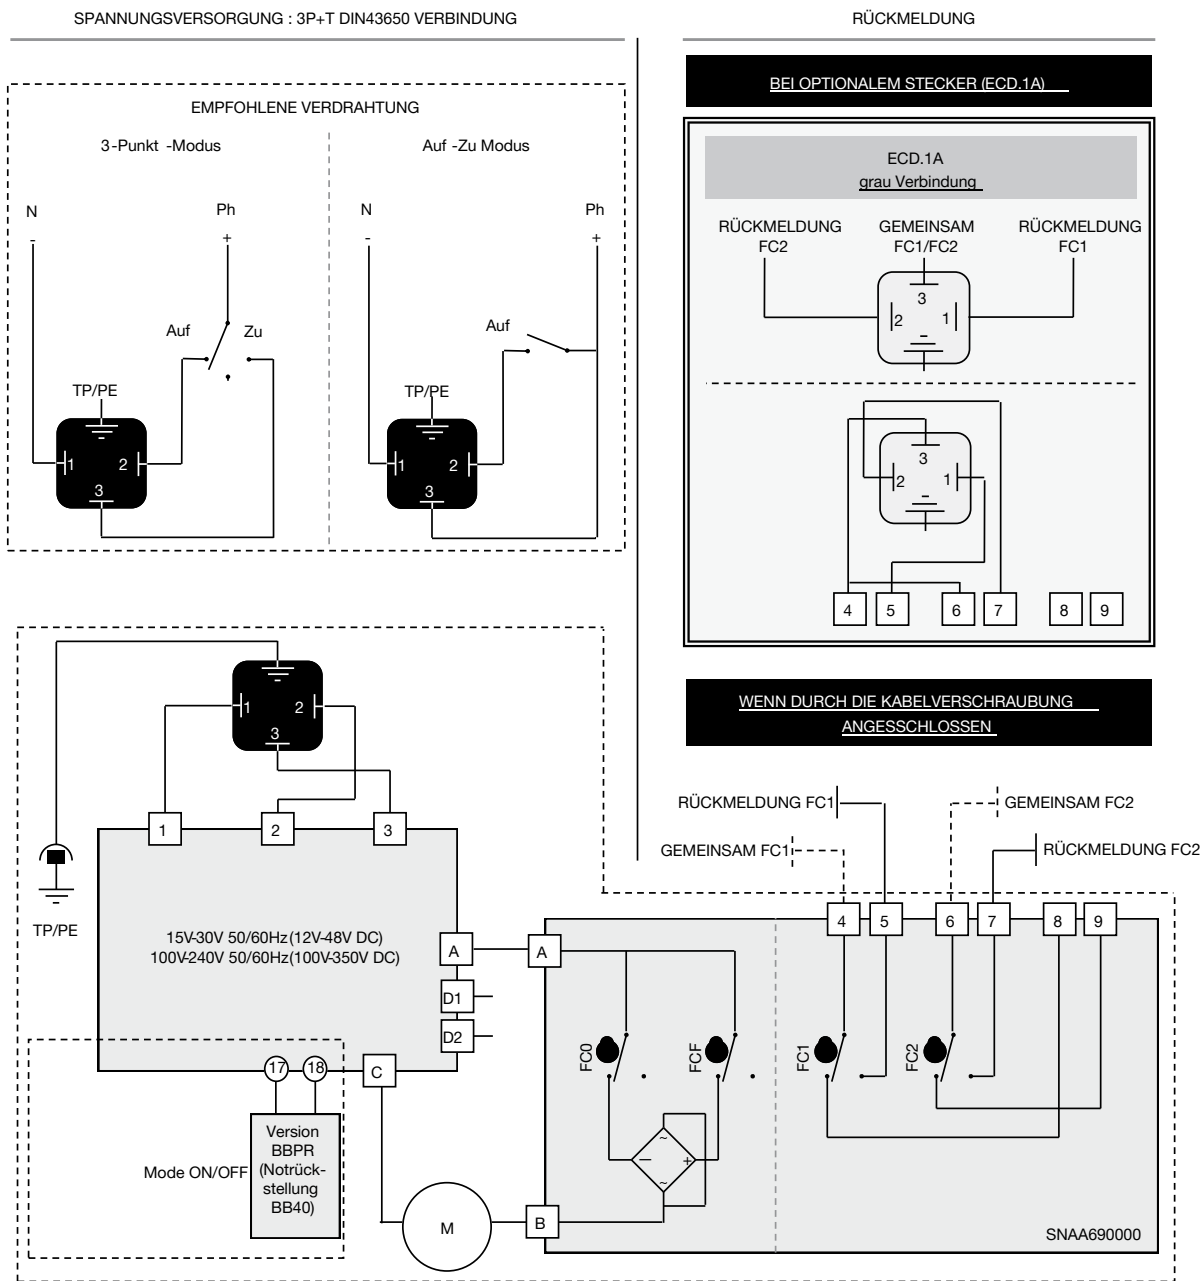 SPANNUNGSVERSORGUNG : 3P+T DIN43650 VERBINDUNG
EMPFOHLENE VERDRAHTUNG
3-Punkt -Modus
N
-
Ph
+
Auf
Zu
TP/PE
1
2
3
Auf -Zu Modus
N
-
Ph
+
Auf
TP/PE
1
2
3
RÜCKMELDUNG
BEI OPTIONALEM STECKER (ECD.1A)
ECD.1A
grau Verbindung
RÜCKMELDUNG
FC2
GEMEINSAM
FC1/FC2
RÜCKMELDUNG
FC1
3
2
1
3
2
1
4
5
6
7
8
9
WENN DURCH DIE KABELVERSCHRAUBUNG
ANGESSCHLOSSEN
RÜCKMELDUNG FC1
GEMEINSAM FC2
GEMEINSAM FC1
RÜCKMELDUNG FC2
1
2
3
1
2
3
TP/PE
15V-30V 50/60Hz(12V-48V DC)
100V-240V 50/60Hz(100V-350V DC)
A
D1
D2
17
18
C
Version
BBPR
(Notrück-
stellung
BB40)
Mode ON/OFF
M
A
B
4
5
6
7
8
9
FC0
FCF
FC1
FC2
~
—
+
~
SNAA690000